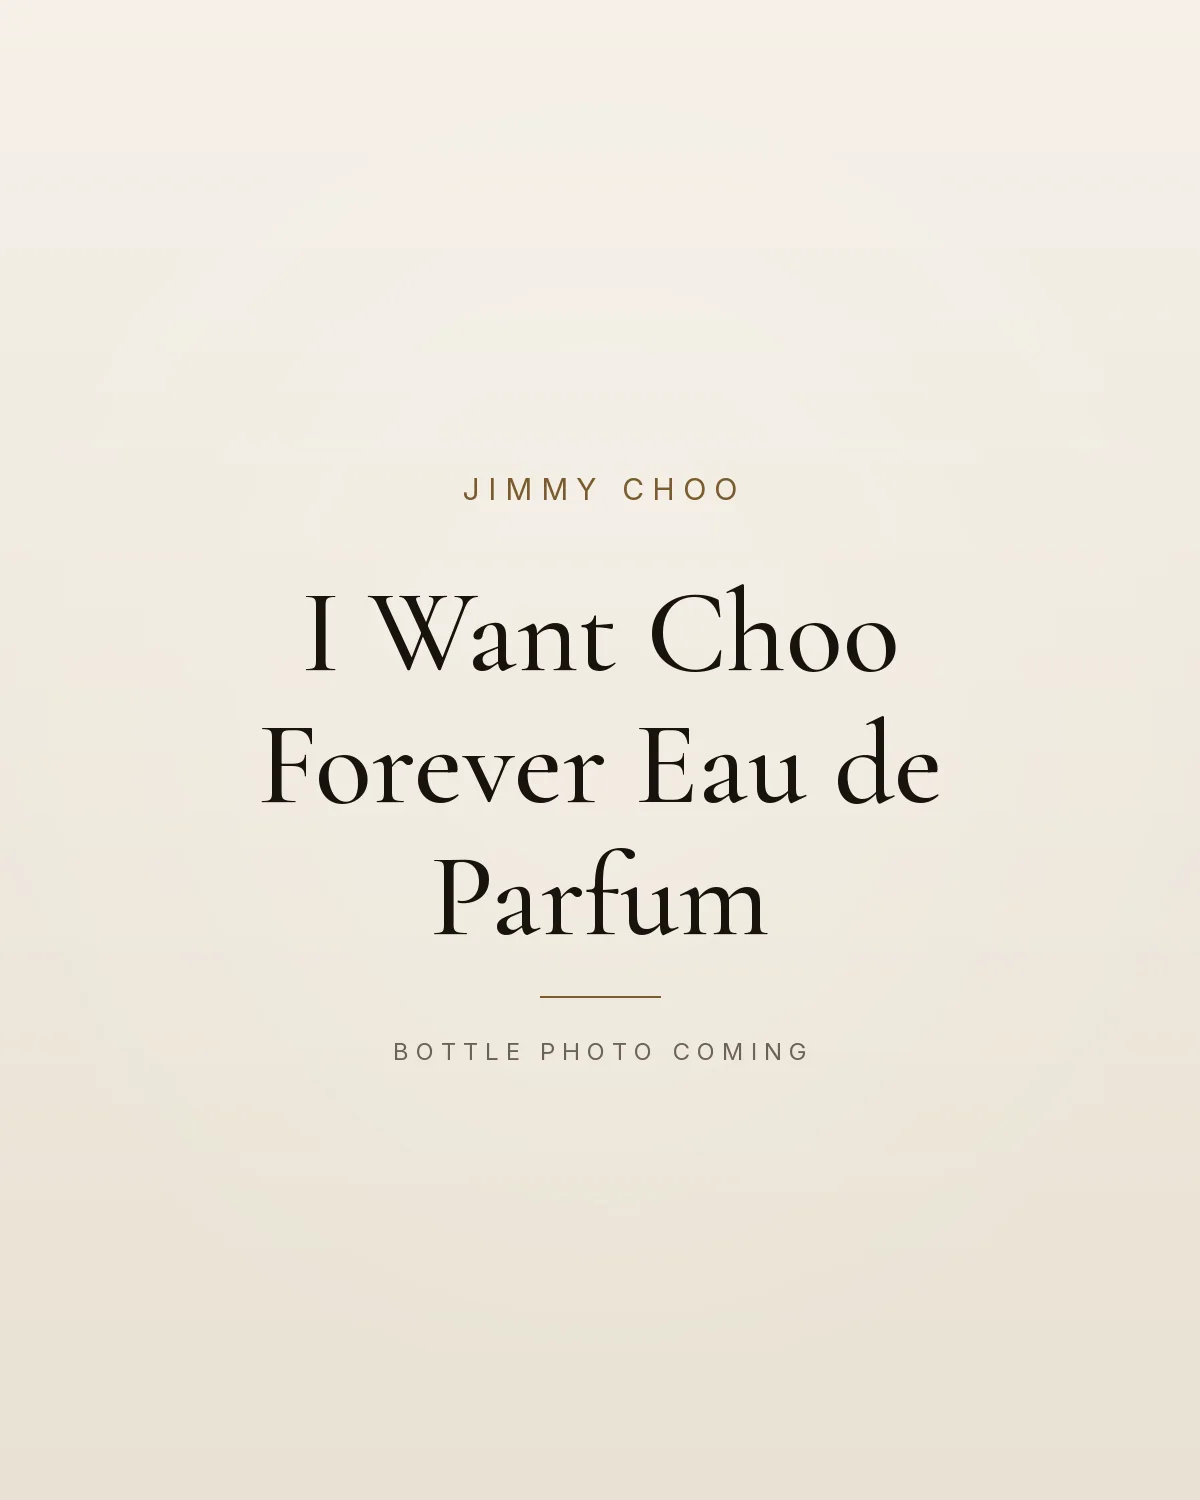 JIMMY CHOO
I Want Choo
Forever Eau de
Parfum
BOTTLE PHOTO COMING